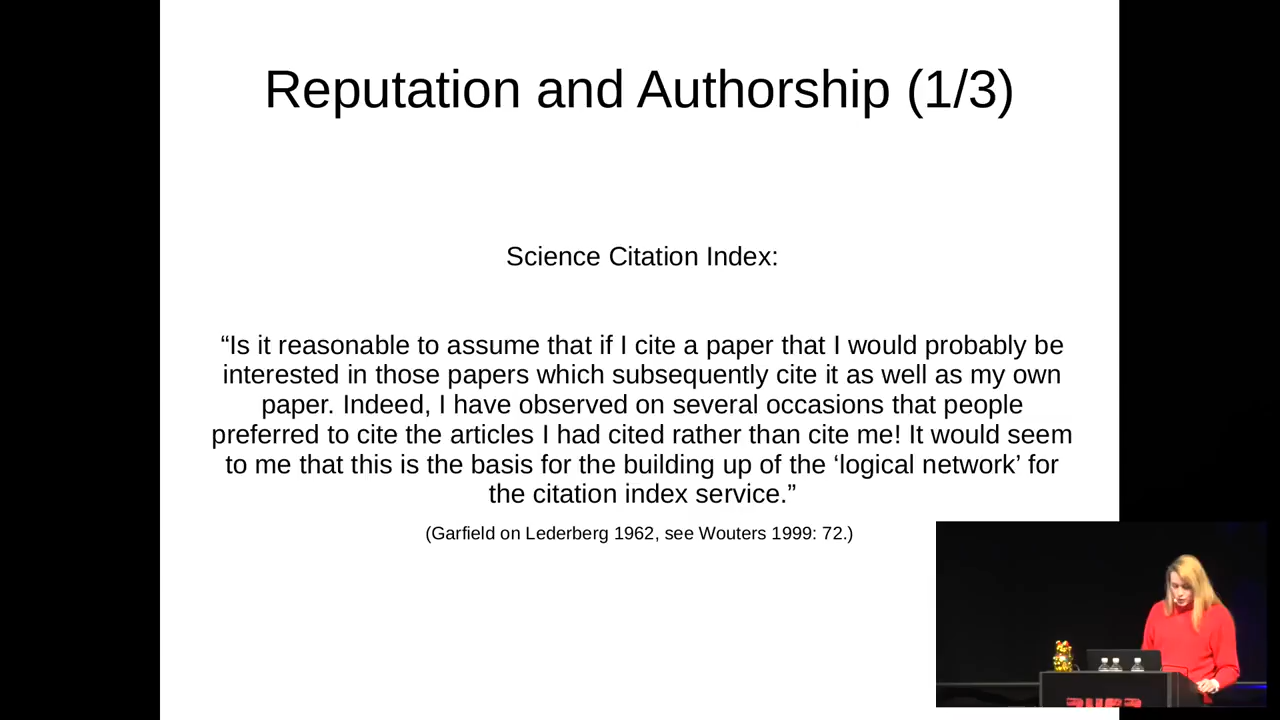 Reputation and Authorship (1/3)
Science Citation Index:
“Is it reasonable to assume that if I cite a paper that I would probably be
interested in those papers which subsequently cite it as well as my own
paper. Indeed, I have observed on several occasions that people
preferred to cite the articles I had cited rather than cite me! It would seem
to me that this is the basis for the building up of the ‘logical network’ for
the citation index service.”
(Garfield on Lederberg 1962, see Wouters 1999: 72.)